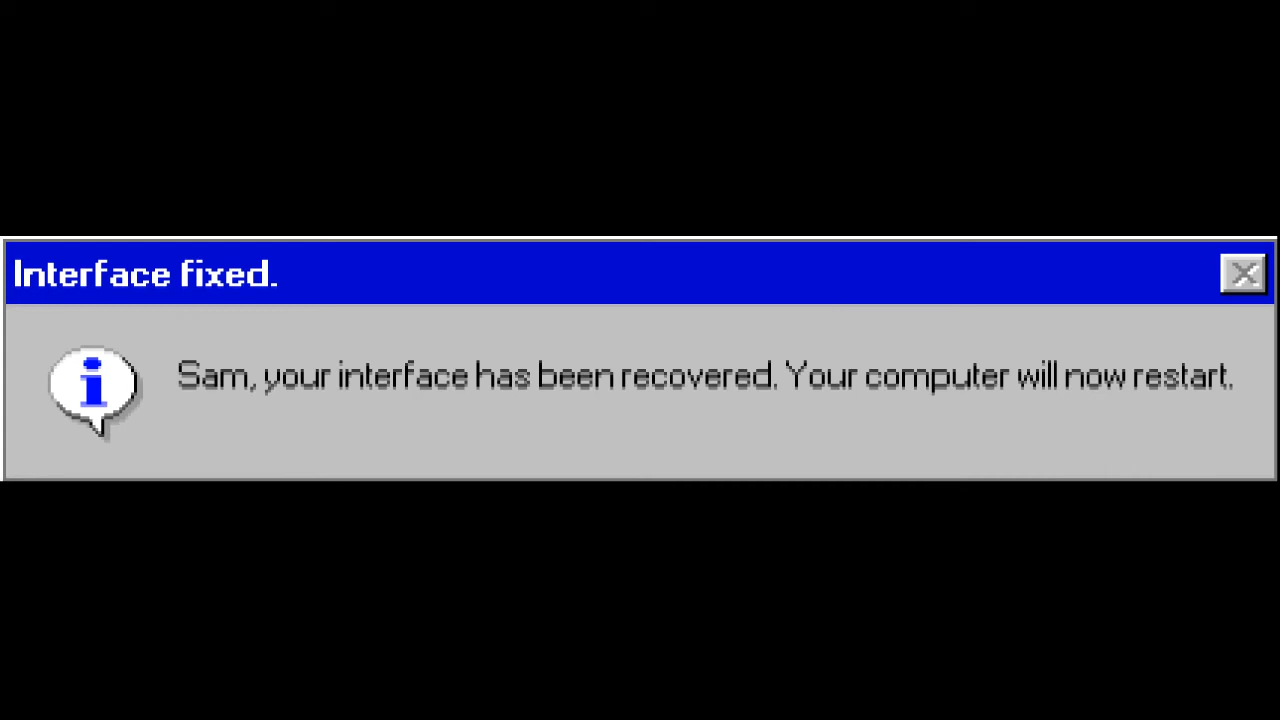 Interface fixed.
Sam, your interface has been recovered. Your computer will now restart.